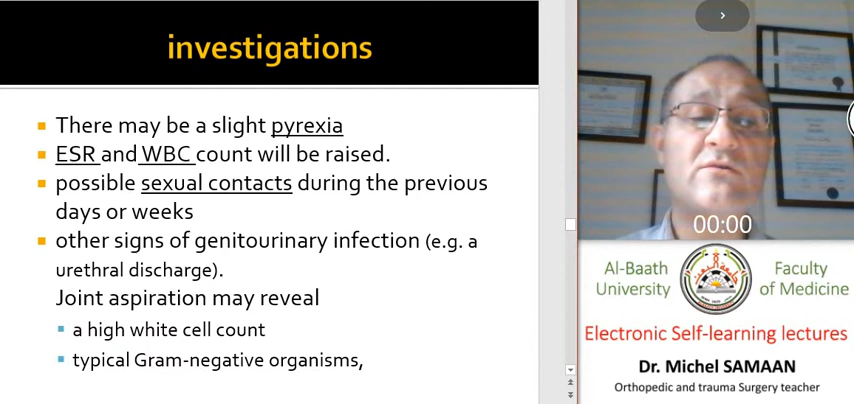 investigations
There may be a slight pyrexia
ESR and WBC count will be raised.
possible sexual contacts during the previous
days or weeks
other signs of genitourinary infection (e.g. a
urethral discharge).
Joint aspiration may reveal
a high white cell count
typical Gram-negative organisms,
00:00
Al-Baath
University
Faculty
of Medicine
Electronic Self-learning lectures
Dr. Michel SAMAAN
Orthopedic and trauma Surgery teacher